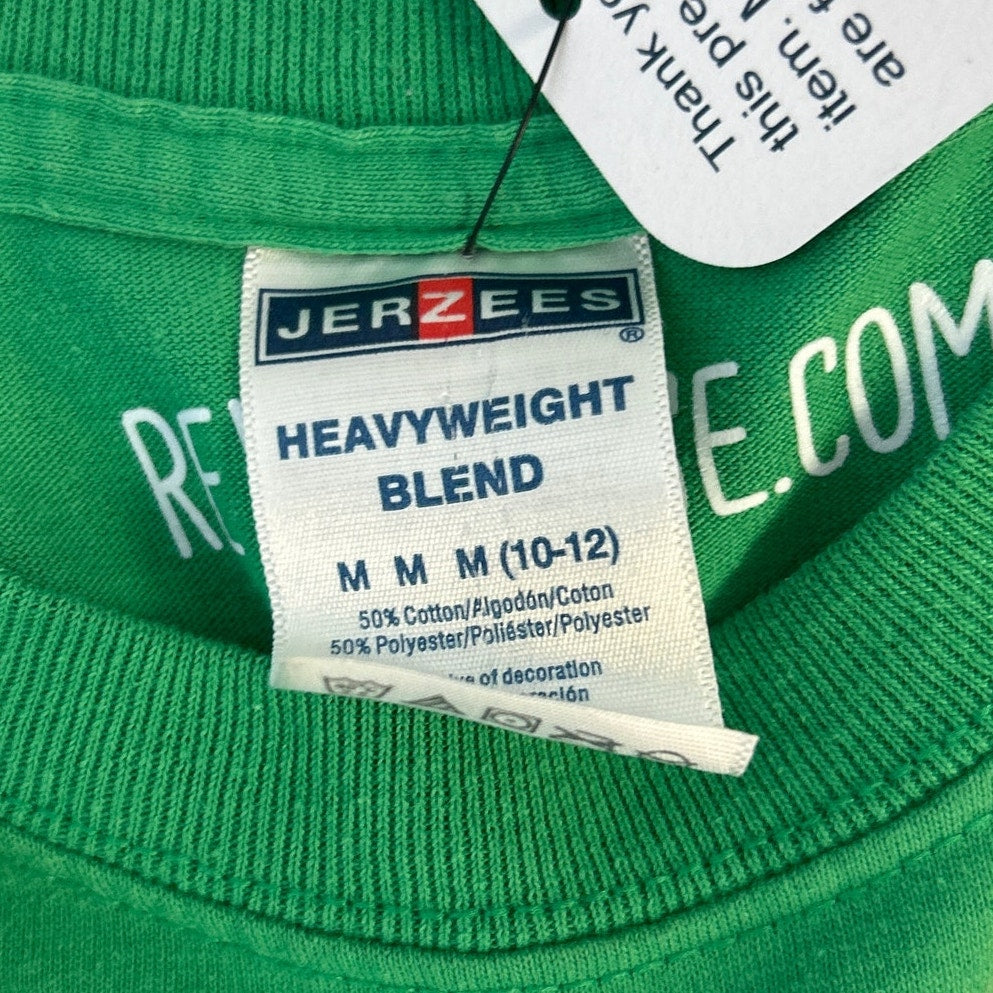 Thank
this
item.
are
JERZEES
®
HEAVYWEIGHT
BLEND
M M M (10-12)
50% Cotton/Algodón/Coton
50% Polyester/Poliéster/Polyester
of decoration
.COM